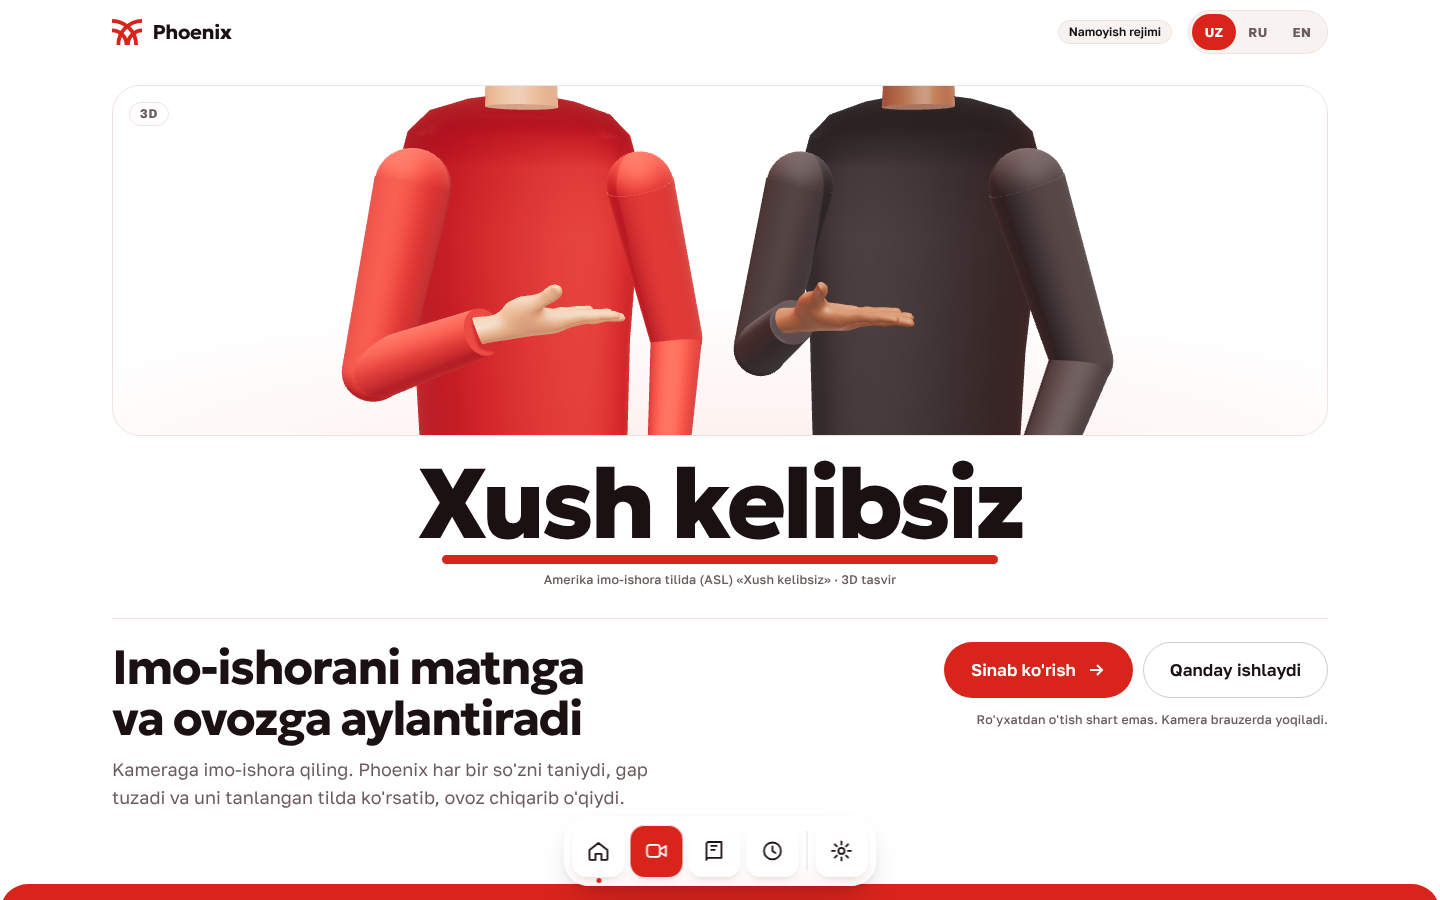 Phoenix
Namoyish rejimi
UZ RU EN
3D
Xush kelibsiz
Amerika imo-ishora tilida (ASL) «Xush kelibsiz» · 3D tasvir
Imo-ishorani matnga
va ovozga aylantiradi
Sinab ko'rish →
Qanday ishlaydi
Ro'yxatdan o'tish shart emas. Kamera brauzerda yoqiladi.
Kameraga imo-ishora qiling. Phoenix har bir so'zni taniydi, gap
tuzadi va uni tanlangan tilda ko'rsatib, ovoz chiqarib o'qiydi.